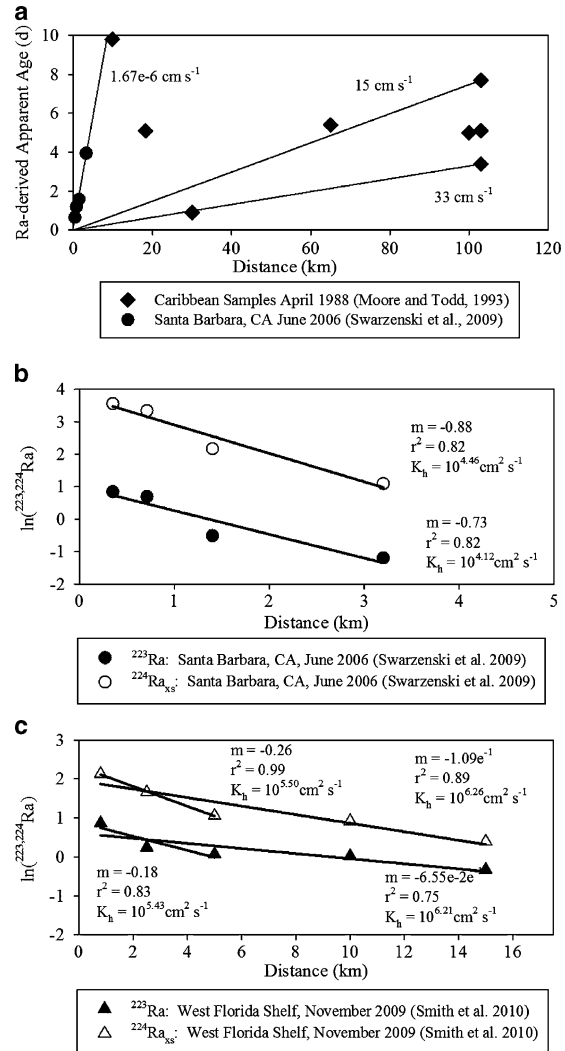 a
Ra-derived Apparent Age (d)
10
8
6
4
2
0
1.67e-6 cm s⁻¹
15 cm s⁻¹
33 cm s⁻¹
0 20 40 60 80 100 120
Distance (km)
Caribbean Samples April 1988 (Moore and Todd, 1993)
Santa Barbara, CA June 2006 (Swarzenski et al., 2009)
b
ln(²²³,²²⁴Ra)
4
3
2
1
0
-1
-2
m = -0.88
r² = 0.82
K_h = 10^4.46 cm² s⁻¹
m = -0.73
r² = 0.82
K_h = 10^4.12 cm² s⁻¹
0 1 2 3 4 5
Distance (km)
²²³Ra: Santa Barbara, CA, June 2006 (Swarzenski et al. 2009)
²²⁴Ra_xs: Santa Barbara, CA, June 2006 (Swarzenski et al. 2009)
c
ln(²²³,²²⁴Ra)
3
2
1
0
-1
-2
m = -0.26
r² = 0.99
K_h = 10^5.50 cm² s⁻¹
m = -1.09e⁻¹
r² = 0.89
K_h = 10^6.26 cm² s⁻¹
m = -0.18
r² = 0.83
K_h = 10^5.43 cm² s⁻¹
m = -6.55e-2e
r² = 0.75
K_h = 10^6.21 cm² s⁻¹
0 2 4 6 8 10 12 14 16
Distance (km)
²²³Ra: West Florida Shelf, November 2009 (Smith et al. 2010)
²²⁴Ra_xs: West Florida Shelf, November 2009 (Smith et al. 2010)